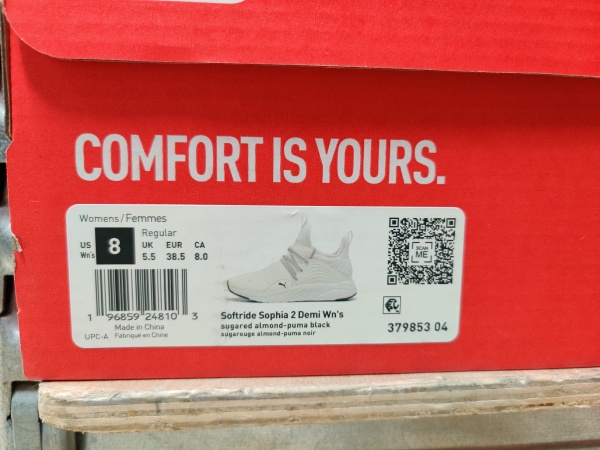 COMFORT IS YOURS.
Womens/Femmes
Regular
US Wn's 8 UK 5.5 EUR 38.5 CA 8.0
1 96859 24810 3
Made in China
UPC-A Fabriqué en Chine
Softride Sophia 2 Demi Wn's
sugared almond-puma black
sugarouge almond-puma noir
SCAN ME
379853 04